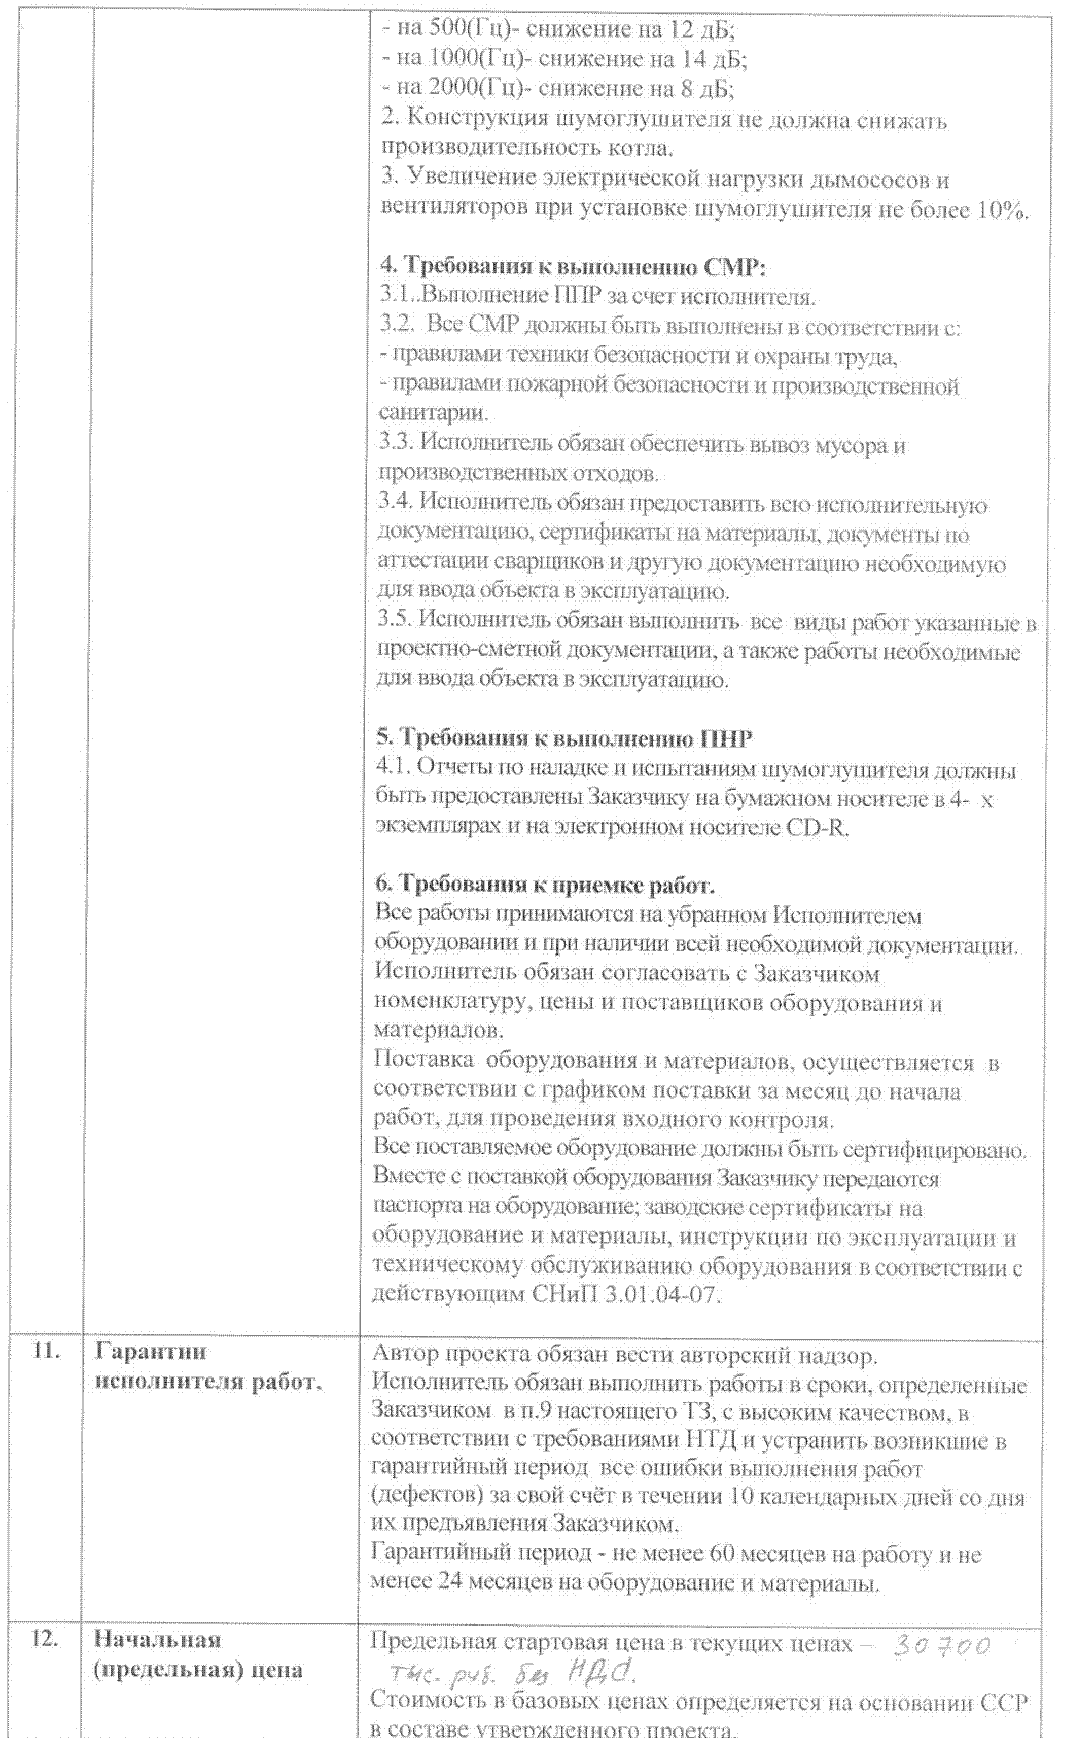 - на 500(Гц)- снижение на 12 дБ;
- на 1000(Гц)- снижение на 14 дБ;
- на 2000(Гц)- снижение на 8 дБ;
2. Конструкция шумоглушителя не должна снижать
производительность котла.
3. Увеличение электрической нагрузки дымососов и
вентиляторов при установке шумоглушителя не более 10%.
4. Требования к выполнению СМР:
3.1..Выполнение ППР за счет исполнителя.
3.2.  Все СМР должны быть выполнены в соответствии с:
- правилами техники безопасности и охраны труда,
- правилами пожарной безопасности и производственной
санитарии.
3.3. Исполнитель обязан обеспечить вывоз мусора и
производственных отходов.
3.4. Исполнитель обязан предоставить всю исполнительную
документацию, сертификаты на материалы, документы по
аттестации сварщиков и другую документацию необходимую
для ввода объекта в эксплуатацию.
3.5. Исполнитель обязан выполнить  все  виды работ указанные в
проектно-сметной документации, а также работы необходимые
для ввода объекта в эксплуатацию.
5. Требования к выполнению ПНР
4.1. Отчеты по наладке и испытаниям шумоглушителя должны
быть предоставлены Заказчику на бумажном носителе в 4-  х
экземплярах и на электронном носителе CD-R.
6. Требования к приемке работ.
Все работы принимаются на убранном Исполнителем
оборудовании и при наличии всей необходимой документации.
Исполнитель обязан согласовать с Заказчиком
номенклатуру, цены и поставщиков оборудования и
материалов.
Поставка  оборудования и материалов, осуществляется  в
соответствии с графиком поставки за месяц до начала
работ, для проведения входного контроля.
Все поставляемое оборудование должны быть сертифицировано.
Вместе с поставкой оборудования Заказчику передаются
паспорта на оборудование; заводские сертификаты на
оборудование и материалы, инструкции по эксплуатации и
техническому обслуживанию оборудования в соответствии с
действующим СНиП 3.01.04-07.
11. Гарантии
исполнителя работ.
Автор проекта обязан вести авторский надзор.
Исполнитель обязан выполнить работы в сроки, определенные
Заказчиком  в п.9 настоящего ТЗ, с высоким качеством, в
соответствии с требованиями НТД и устранить возникшие в
гарантийный период  все ошибки выполнения работ
(дефектов) за свой счёт в течении 10 календарных дней со дня
их предъявления Заказчиком.
Гарантийный период - не менее 60 месяцев на работу и не
менее 24 месяцев на оборудование и материалы.
12. Начальная
(предельная) цена
Предельная стартовая цена в текущих ценах – 30700
тыс. руб. без НДС.
Стоимость в базовых ценах определяется на основании ССР
в составе утвержденного проекта.